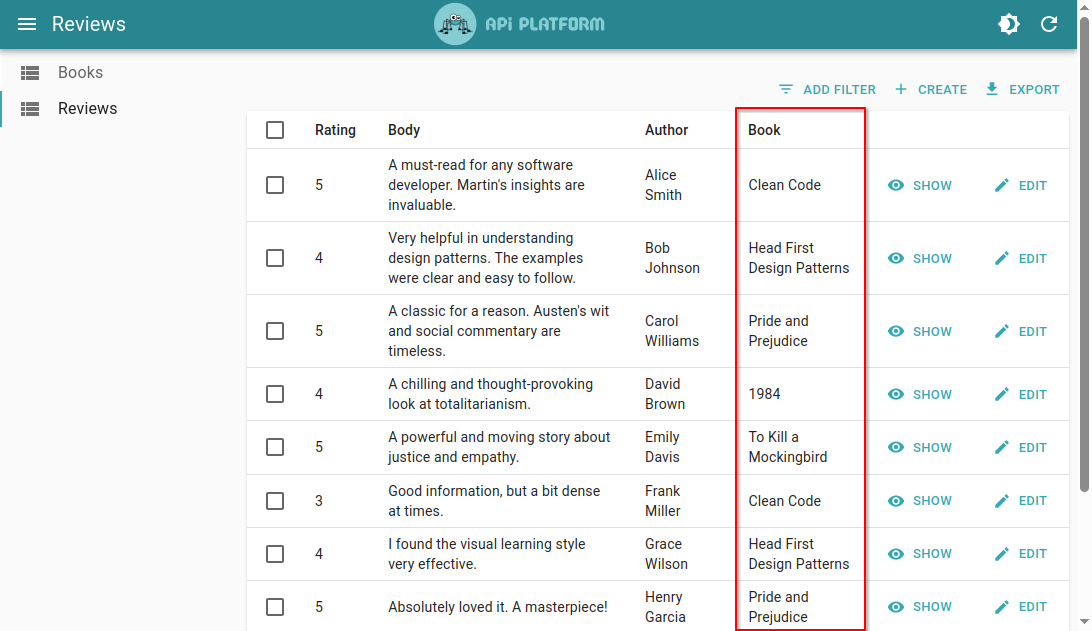 Reviews
API PLATFORM
Books
Reviews
ADD FILTER
CREATE
EXPORT
Rating Body Author Book
A must-read for any software
developer. Martin's insights are
invaluable.
5
Alice
Smith
Clean Code
SHOW
EDIT
Very helpful in understanding
design patterns. The examples
were clear and easy to follow.
4
Bob
Johnson
Head First
Design Patterns
SHOW
EDIT
A classic for a reason. Austen's wit
and social commentary are
timeless.
5
Carol
Williams
Pride and
Prejudice
SHOW
EDIT
A chilling and thought-provoking
look at totalitarianism.
4
David
Brown
1984
SHOW
EDIT
A powerful and moving story about
justice and empathy.
5
Emily
Davis
To Kill a
Mockingbird
SHOW
EDIT
Good information, but a bit dense
at times.
3
Frank
Miller
Clean Code
SHOW
EDIT
I found the visual learning style
very effective.
4
Grace
Wilson
Head First
Design Patterns
SHOW
EDIT
Absolutely loved it. A masterpiece!
5
Henry
Garcia
Pride and
Prejudice
SHOW
EDIT